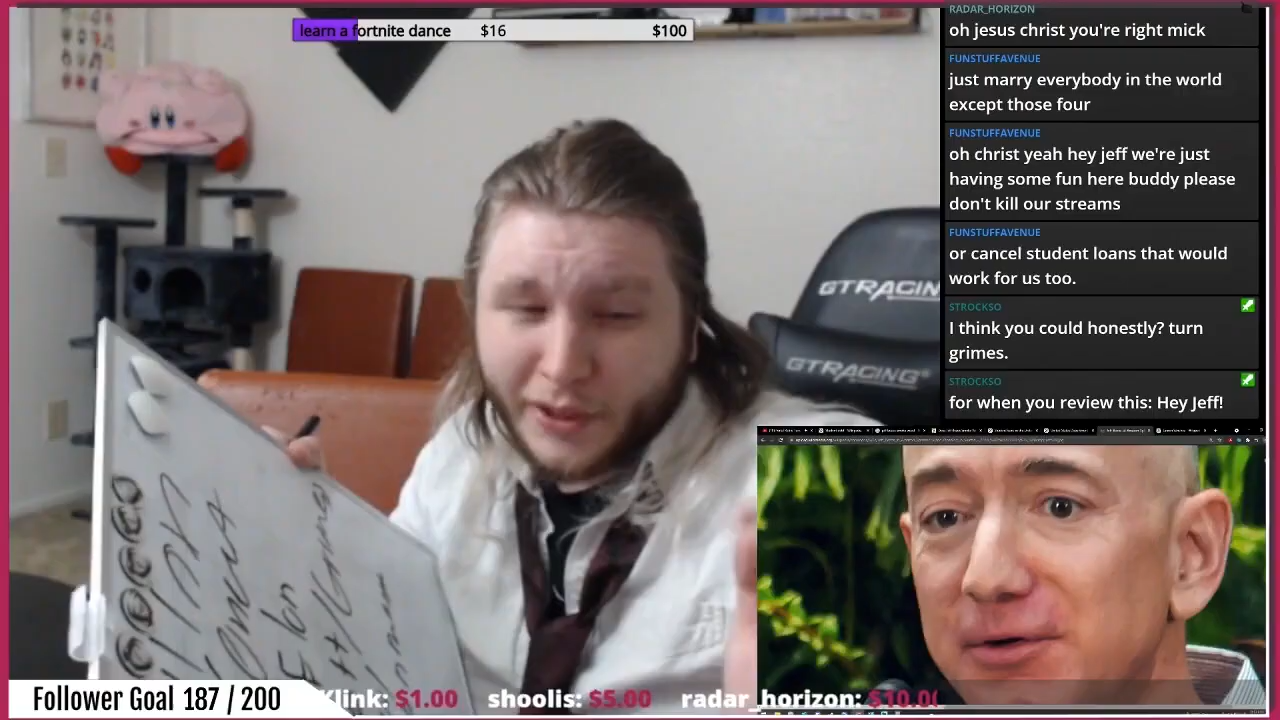 learn a fortnite dance $16 $100
RADAR_HORIZON
oh jesus christ you're right mick
FUNSTUFFAVENUE
just marry everybody in the world
except those four
FUNSTUFFAVENUE
oh christ yeah hey jeff we're just
having some fun here buddy please
don't kill our streams
FUNSTUFFAVENUE
or cancel student loans that would
work for us too.
STROCKSO
I think you could honestly? turn
grimes.
STROCKSO
for when you review this: Hey Jeff!
GTRACIN
GTRACING
Follower Goal 187 / 200
klink: $1.00 shoolis: $5.00 radar_horizon: $10.0